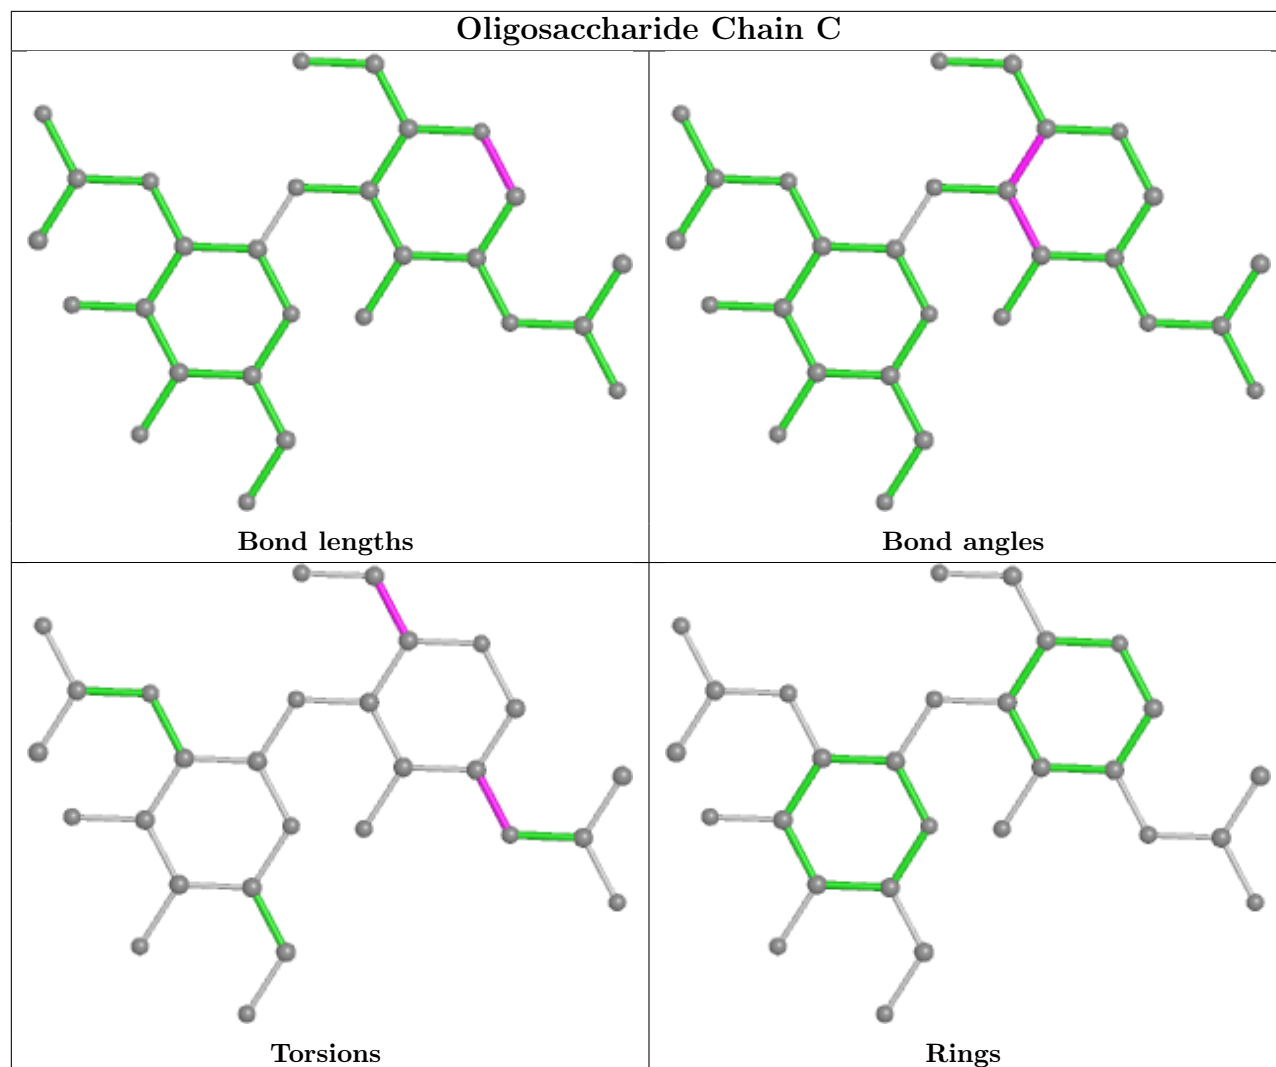 Oligosaccharide Chain C
Bond lengths
Bond angles
Torsions
Rings